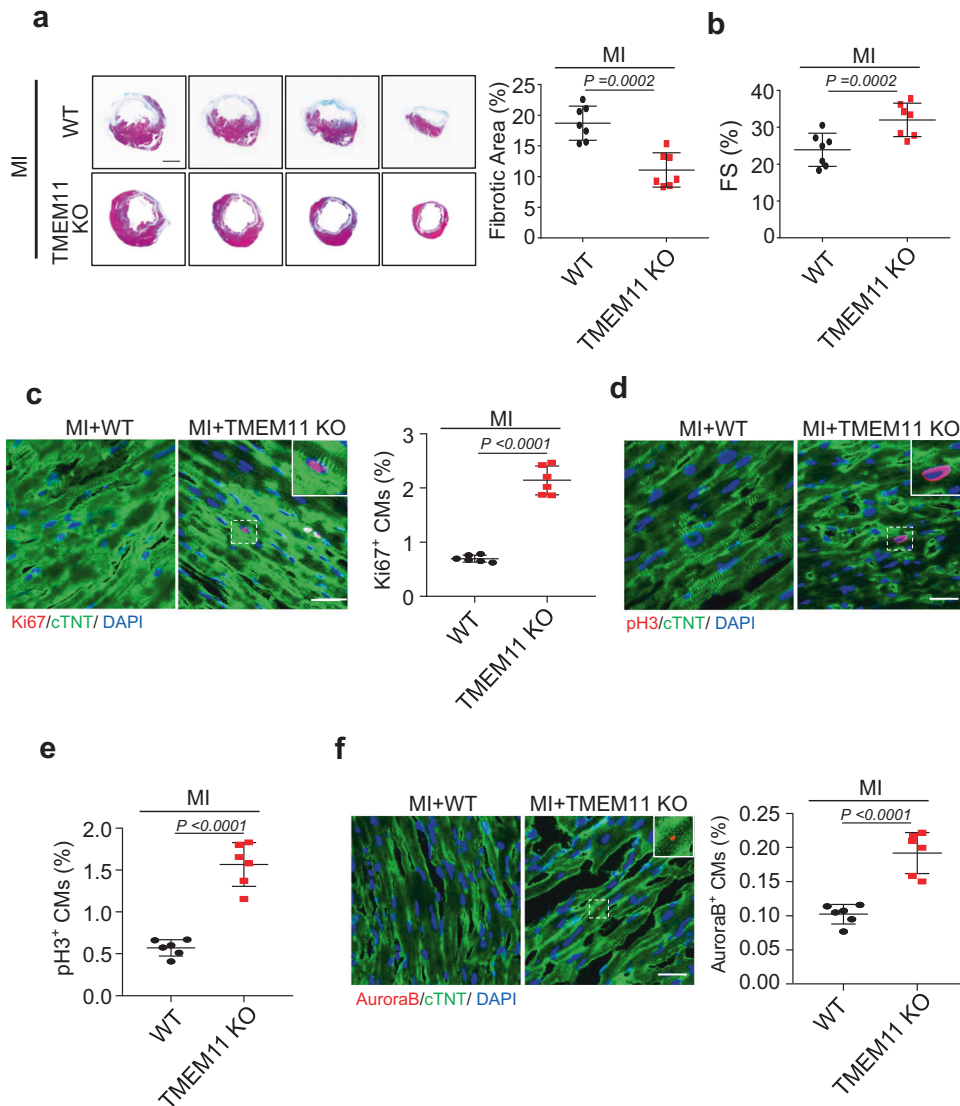 a
MI
WT
TMEM11
KO
MI
P =0.0002
Fibrotic Area (%)
25
20
15
10
5
0
WT
TMEM11 KO
b
MI
P =0.0002
FS (%)
40
30
20
10
0
WT
TMEM11 KO
c
MI+WT
MI+TMEM11 KO
Ki67/cTNT/ DAPI
MI
P <0.0001
Ki67+ CMs (%)
3
2
1
0
WT
TMEM11 KO
d
MI+WT
MI+TMEM11 KO
pH3/cTNT/ DAPI
e
MI
P <0.0001
pH3+ CMs (%)
2.0
1.5
1.0
0.5
0.0
WT
TMEM11 KO
f
MI+WT
MI+TMEM11 KO
AuroraB/cTNT/ DAPI
MI
P <0.0001
AuroraB+ CMs (%)
0.25
0.20
0.15
0.10
0.05
0.00
WT
TMEM11 KO